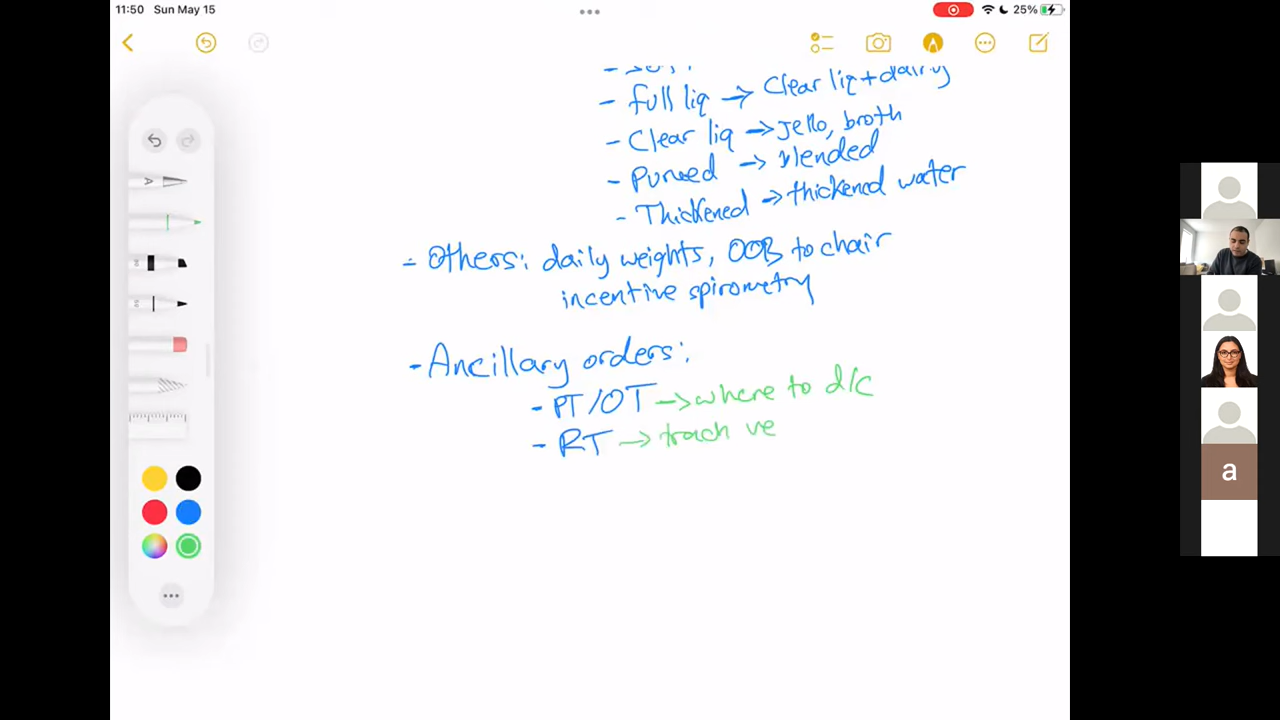 11:50 Sun May 15
25%
- full liq → Clear liq + dairy
- Clear liq → jello, broth
- Pureed → blended
- Thickened → thickened water
- Others: daily weights, OOB to chair
incentive spirometry
- Ancillary orders:
- PT/OT → where to d/c
- RT → trach ve
a